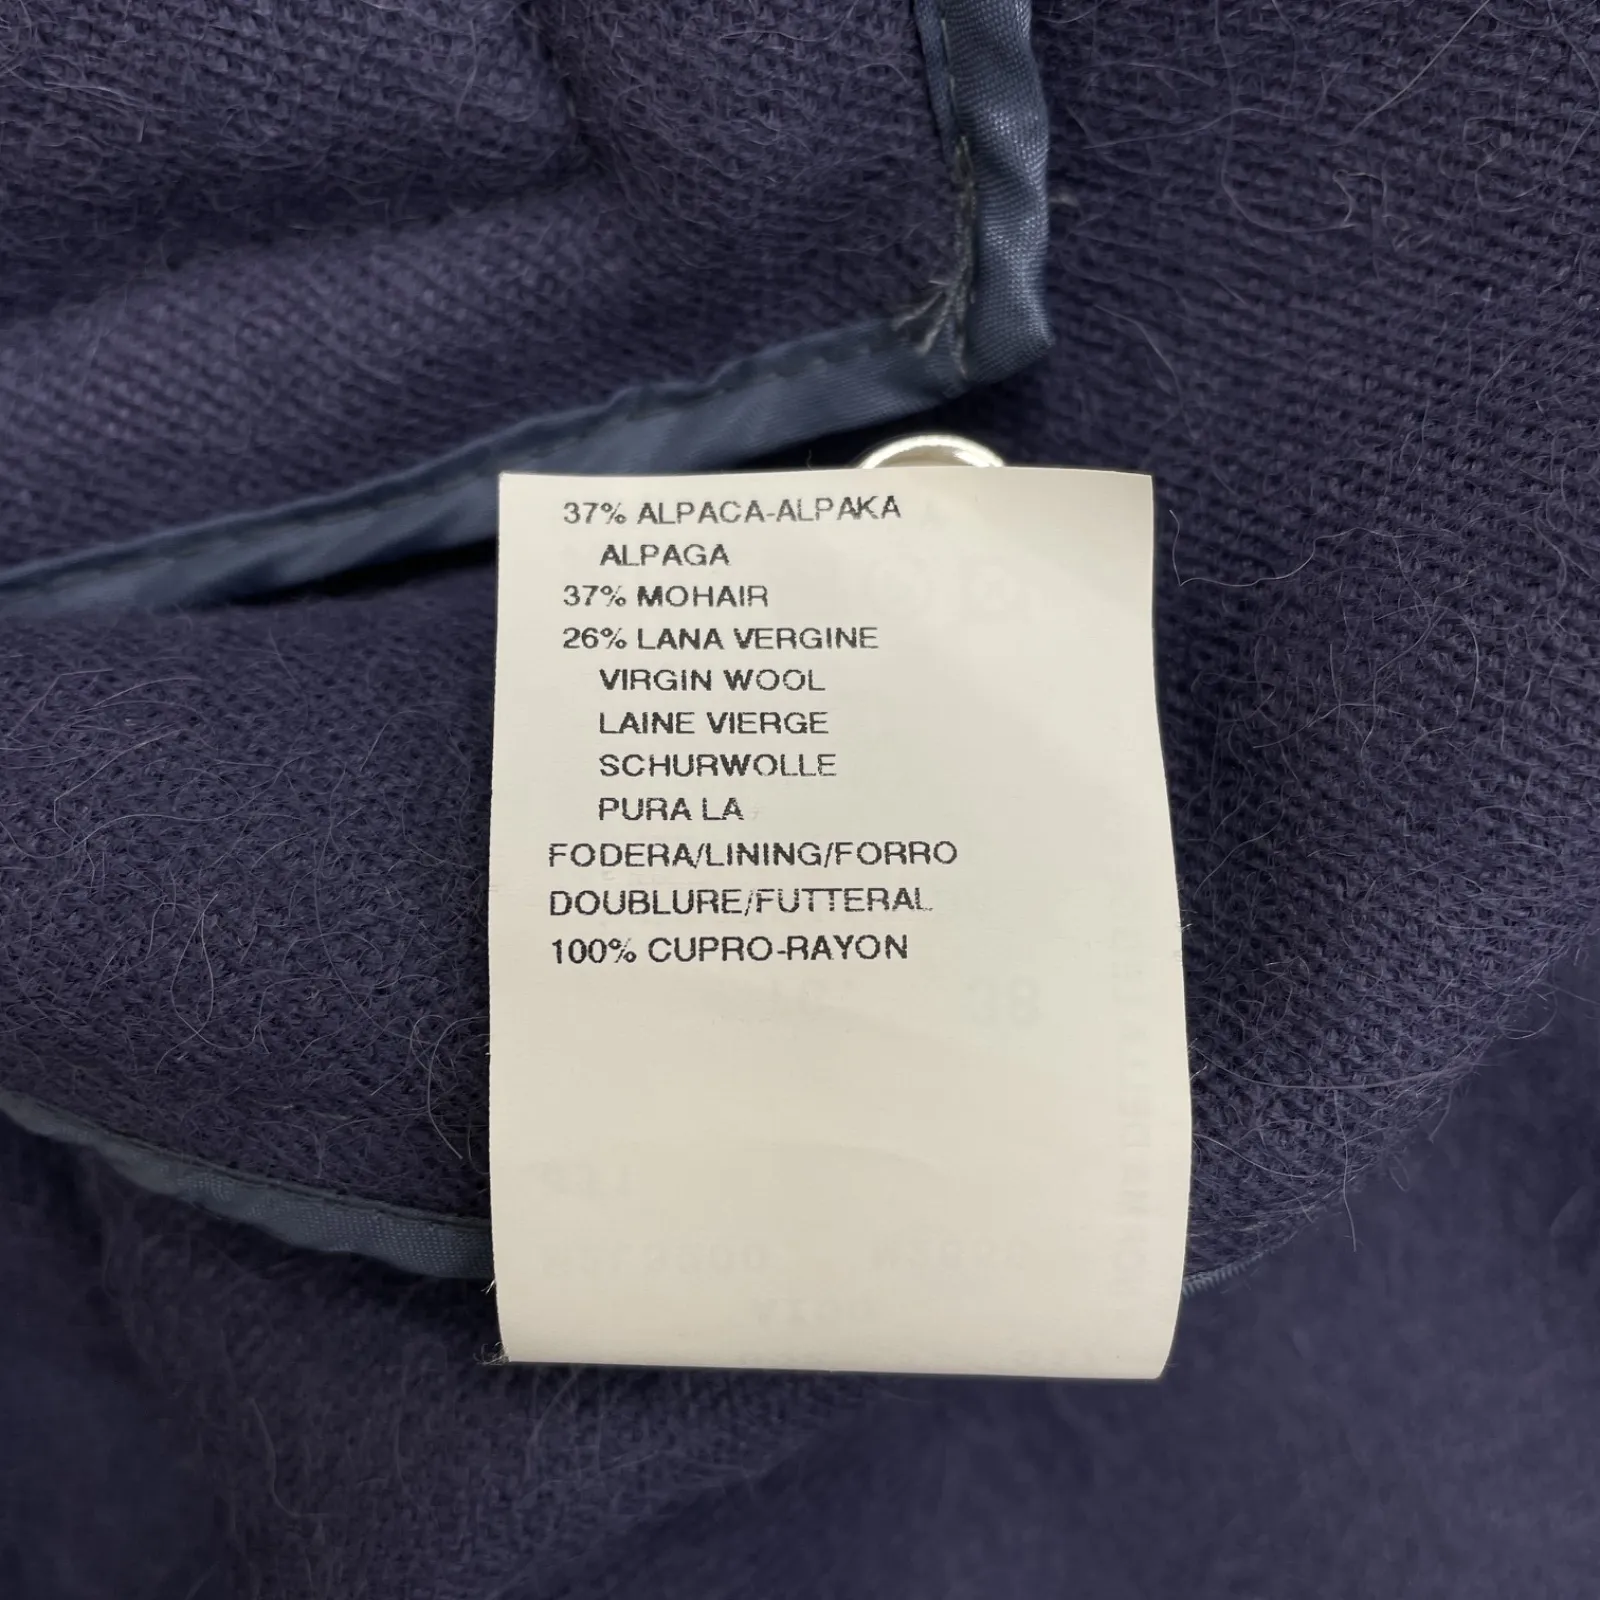 37% ALPACA-ALPAKA
ALPAGA
37% MOHAIR
26% LANA VERGINE
VIRGIN WOOL
LAINE VIERGE
SCHURWOLLE
PURA LA
FODERA/LINING/FORRO
DOUBLURE/FUTTERAL
100% CUPRO-RAYON
38